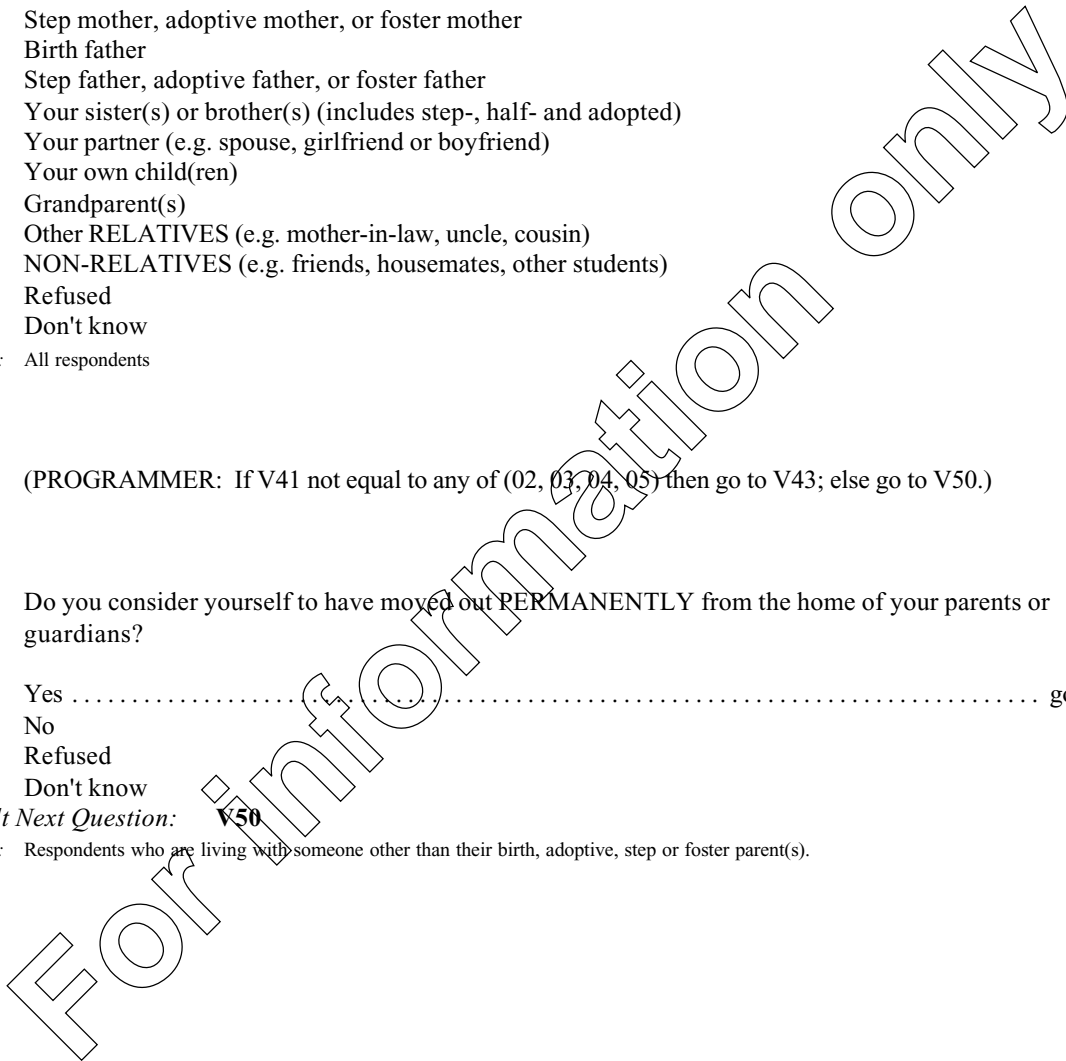 Step mother, adoptive mother, or foster mother
Birth father
Step father, adoptive father, or foster father
Your sister(s) or brother(s) (includes step-, half- and adopted)
Your partner (e.g. spouse, girlfriend or boyfriend)
Your own child(ren)
Grandparent(s)
Other RELATIVES (e.g. mother-in-law, uncle, cousin)
NON-RELATIVES (e.g. friends, housemates, other students)
Refused
Don't know
r All respondents
(PROGRAMMER: If V41 not equal to any of (02, 03, 04, 05) then go to V43; else go to V50.)
Do you consider yourself to have moved out PERMANENTLY from the home of your parents or
guardians?
Yes . . . . . . . . . . . . . . . . . . . . . . . . . . . . . . . . . . . . . . . . . . . . . . . . . . . . . . . . . . . . . . . . . . . . . . . . . . . . . . . . go
No
Refused
Don't know
lt Next Question: V50
r Respondents who are living with someone other than their birth, adoptive, step or foster parent(s).
For information only